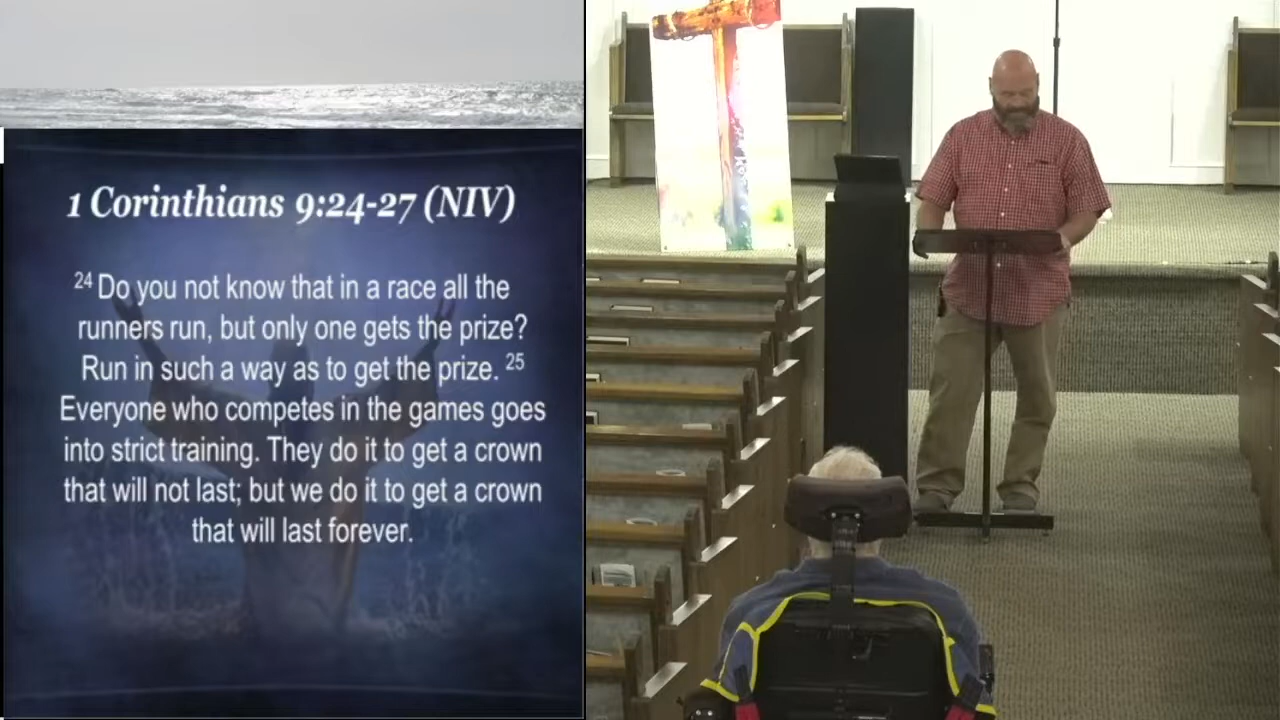 1 Corinthians 9:24-27 (NIV)
24 Do you not know that in a race all the
runners run, but only one gets the prize?
Run in such a way as to get the prize. 25
Everyone who competes in the games goes
into strict training. They do it to get a crown
that will not last; but we do it to get a crown
that will last forever.